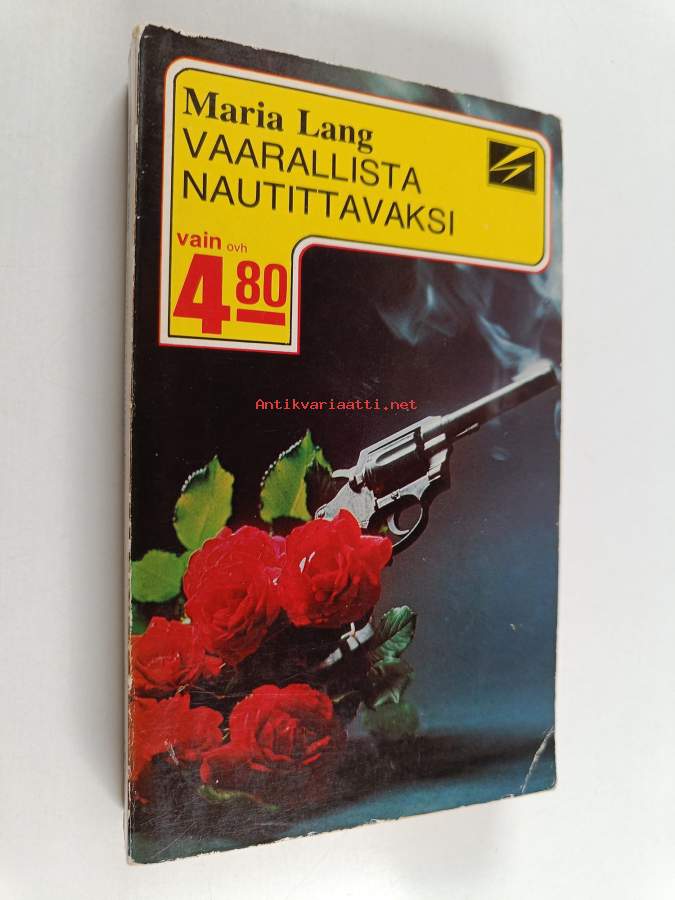 Maria Lang
VAARALLISTA
NAUTITTAVAKSI
vain ovh
4 80
Antikvariaatti.net